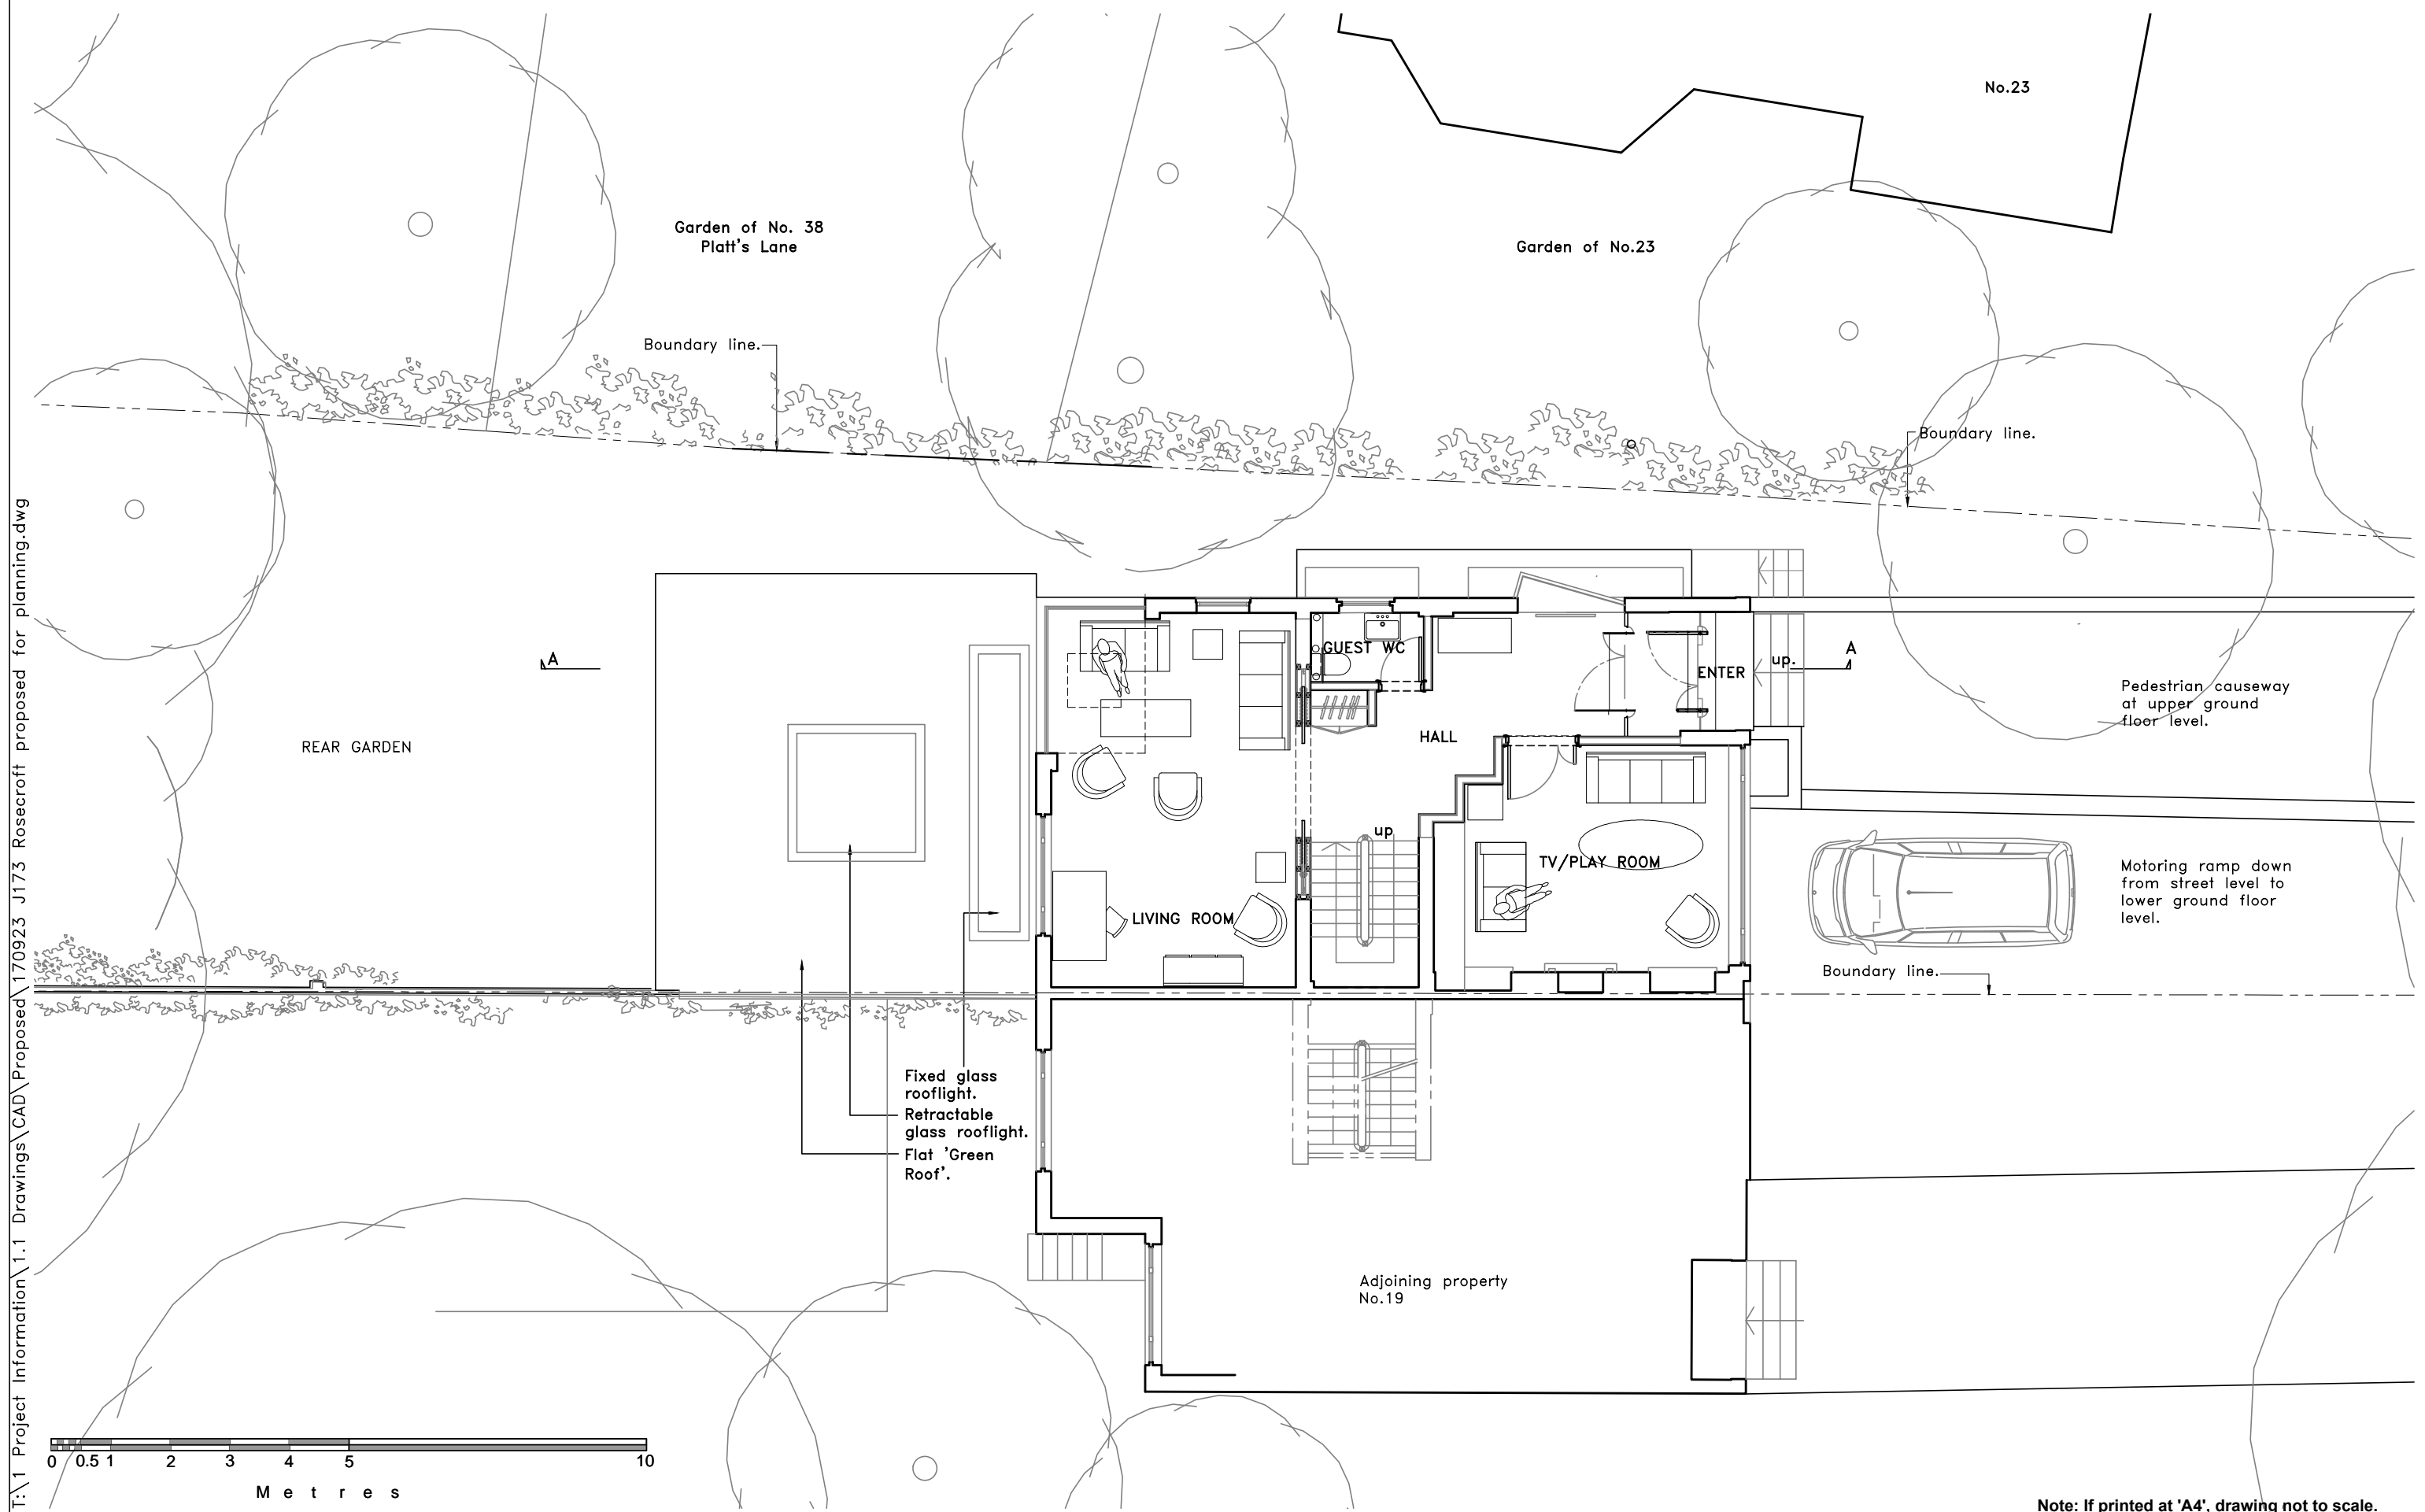 No.23
Garden of No. 38
Platt's Lane
Garden of No.23
Boundary line.
Boundary line.
GUEST WC
A
up.
A
ENTER
Pedestrian causeway
at upper ground
floor level.
REAR GARDEN
HALL
up
TV/PLAY ROOM
Motoring ramp down
from street level to
lower ground floor
level.
LIVING ROOM
Boundary line.
Fixed glass
rooflight.
Retractable
glass rooflight.
Flat 'Green
Roof'.
Adjoining property
No.19
0 0.5 1 2 3 4 5 10
Metres
Note: If printed at 'A4', drawing not to scale.
T:\1 Project Information\1.1 Drawings\CAD\Proposed\170923 J173 Rosecroft proposed for planning.dwg